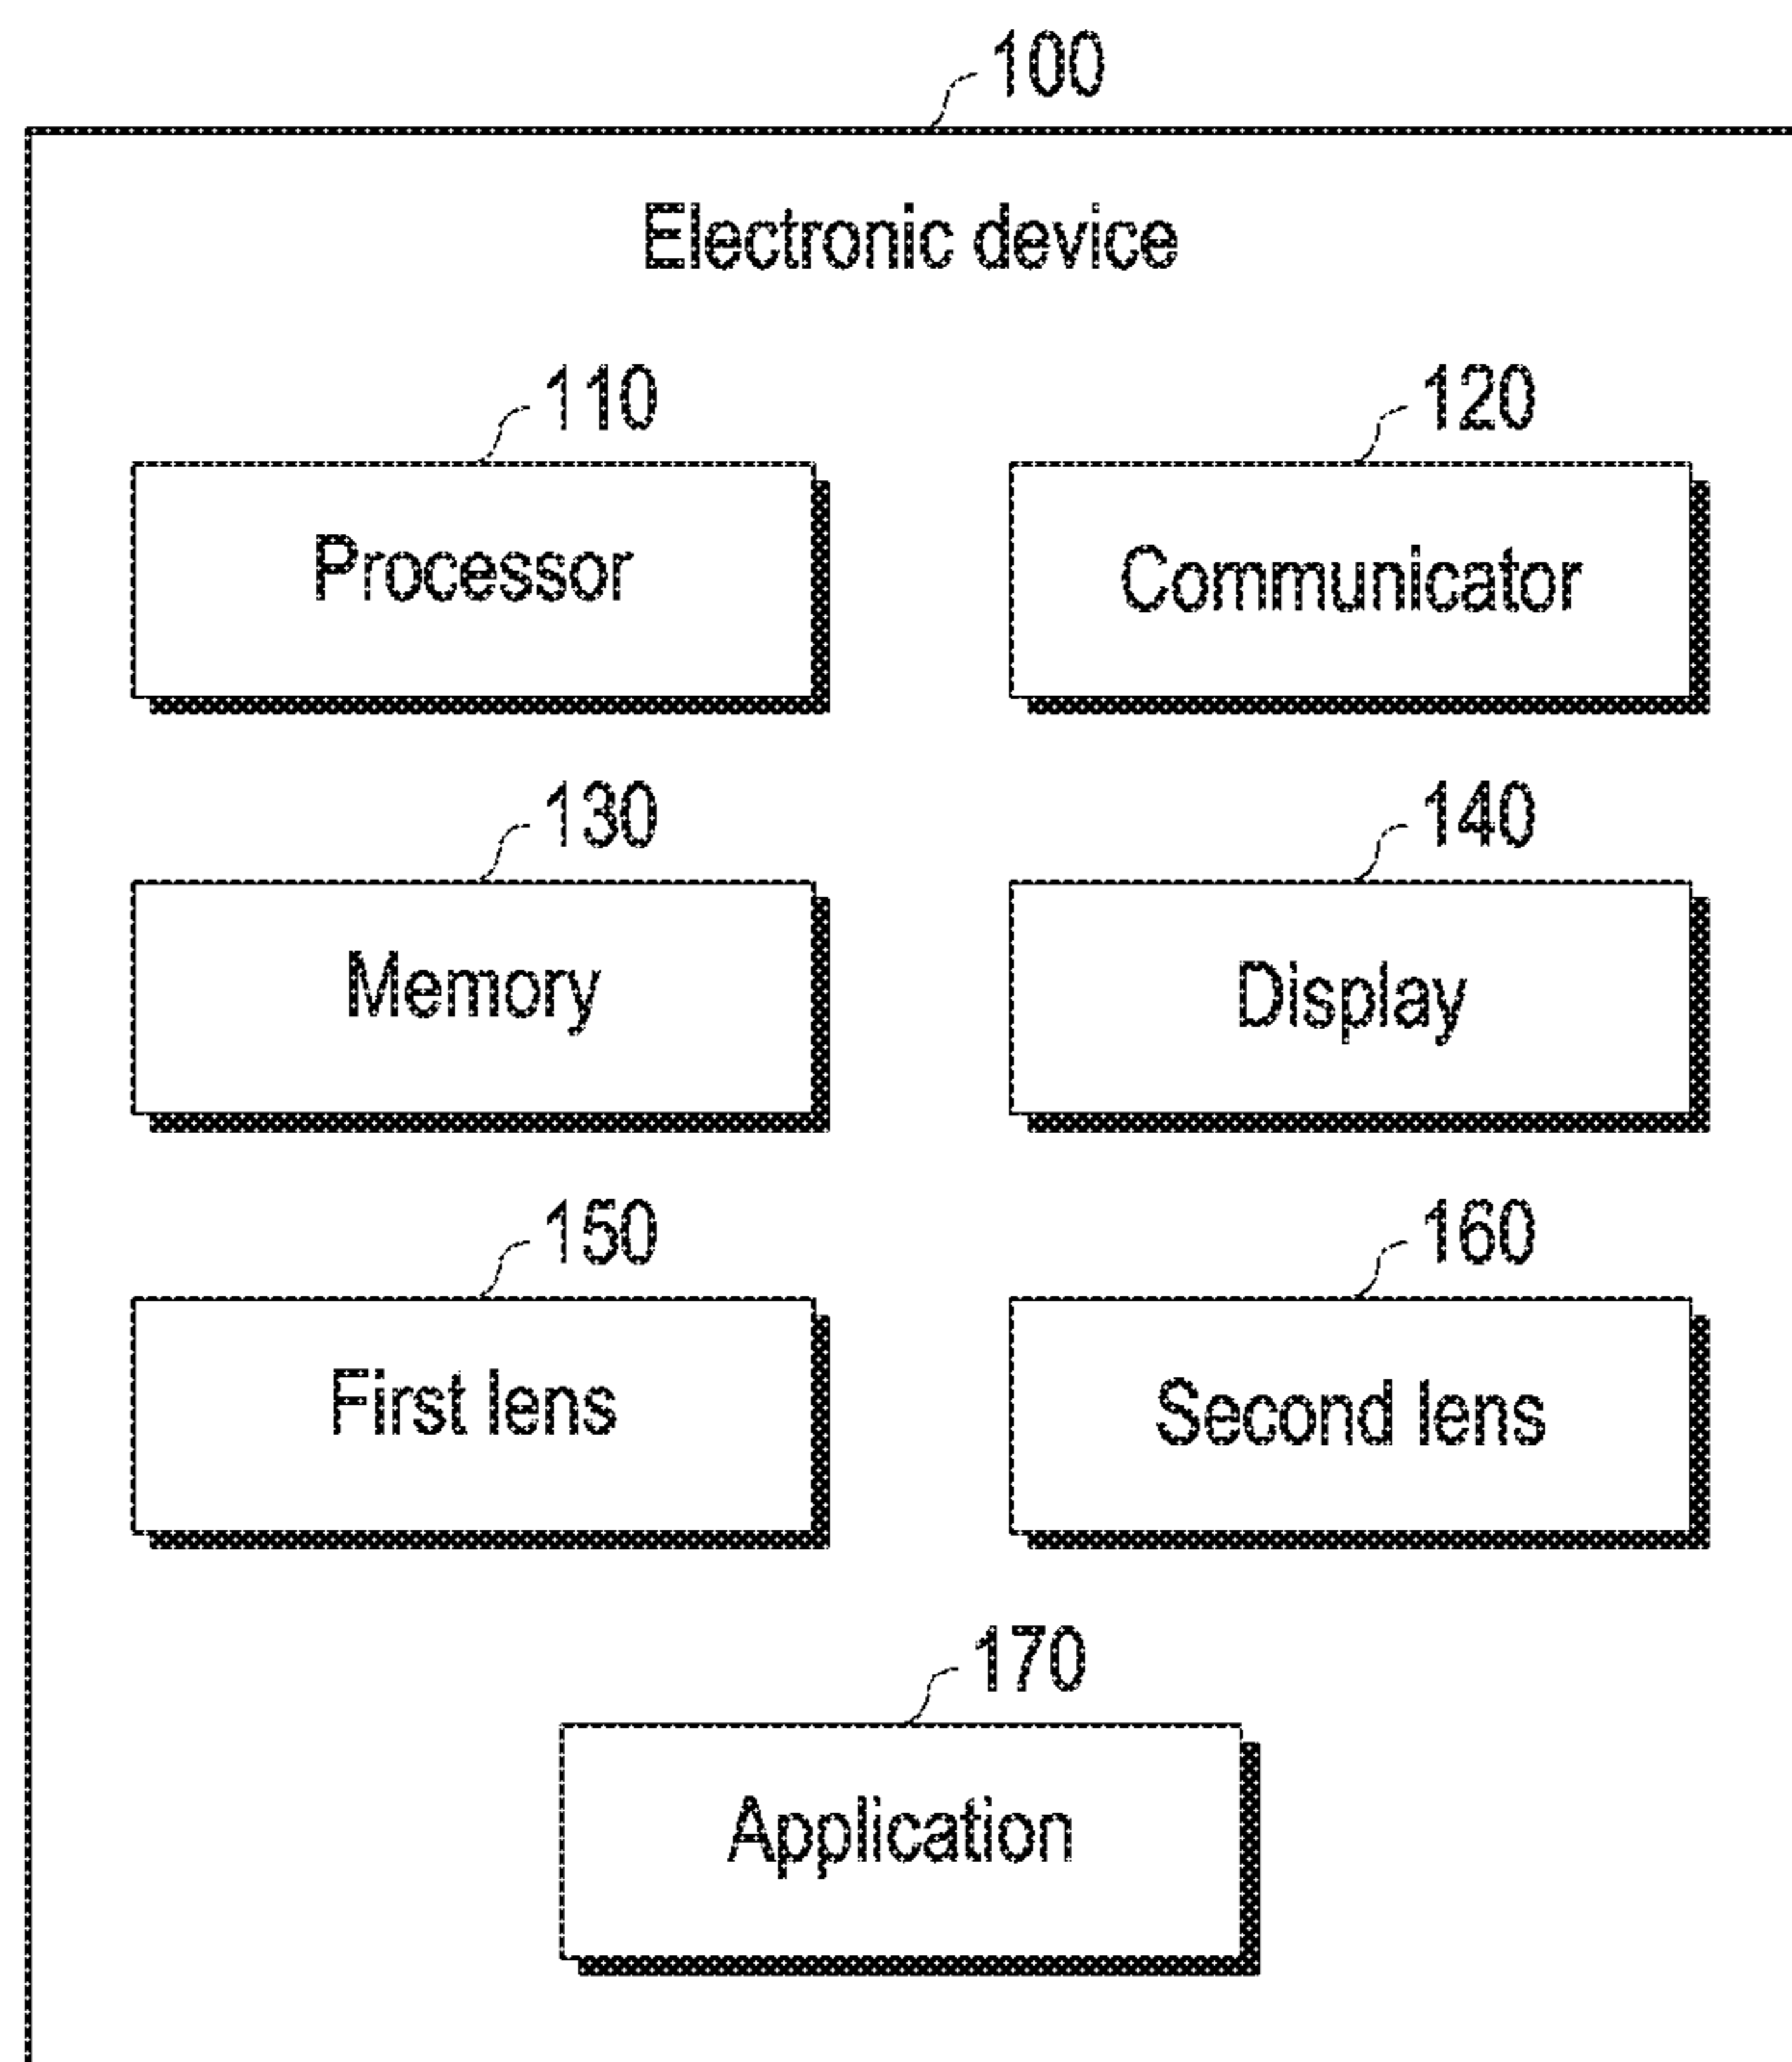 100
Electronic device
110 120
Processor Communicator
130 140
Memory Display
150 160
First lens Second lens
170
Application